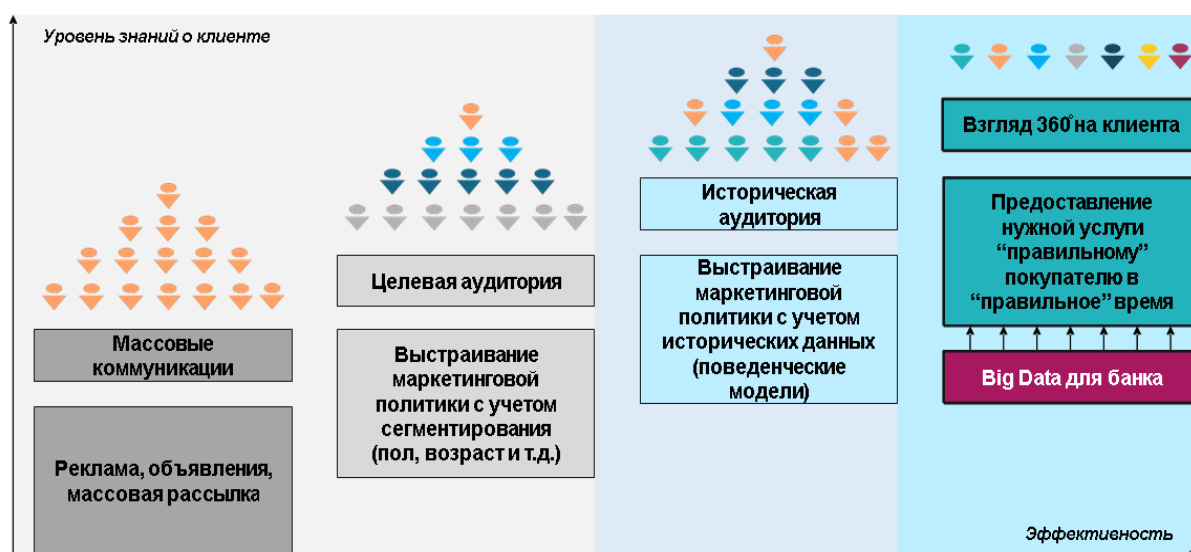 Уровень знаний о клиенте
Массовые
коммуникации
Реклама, объявления,
массовая рассылка
Целевая аудитория
Выстраивание
маркетинговой
политики с учетом
сегментирования
(пол, возраст и т.д.)
Историческая
аудитория
Выстраивание
маркетинговой
политики с учетом
исторических данных
(поведенческие
модели)
Взгляд 360° на клиента
Предоставление
нужной услуги
“правильному”
покупателю в
“правильное” время
Big Data для банка
Эффективность